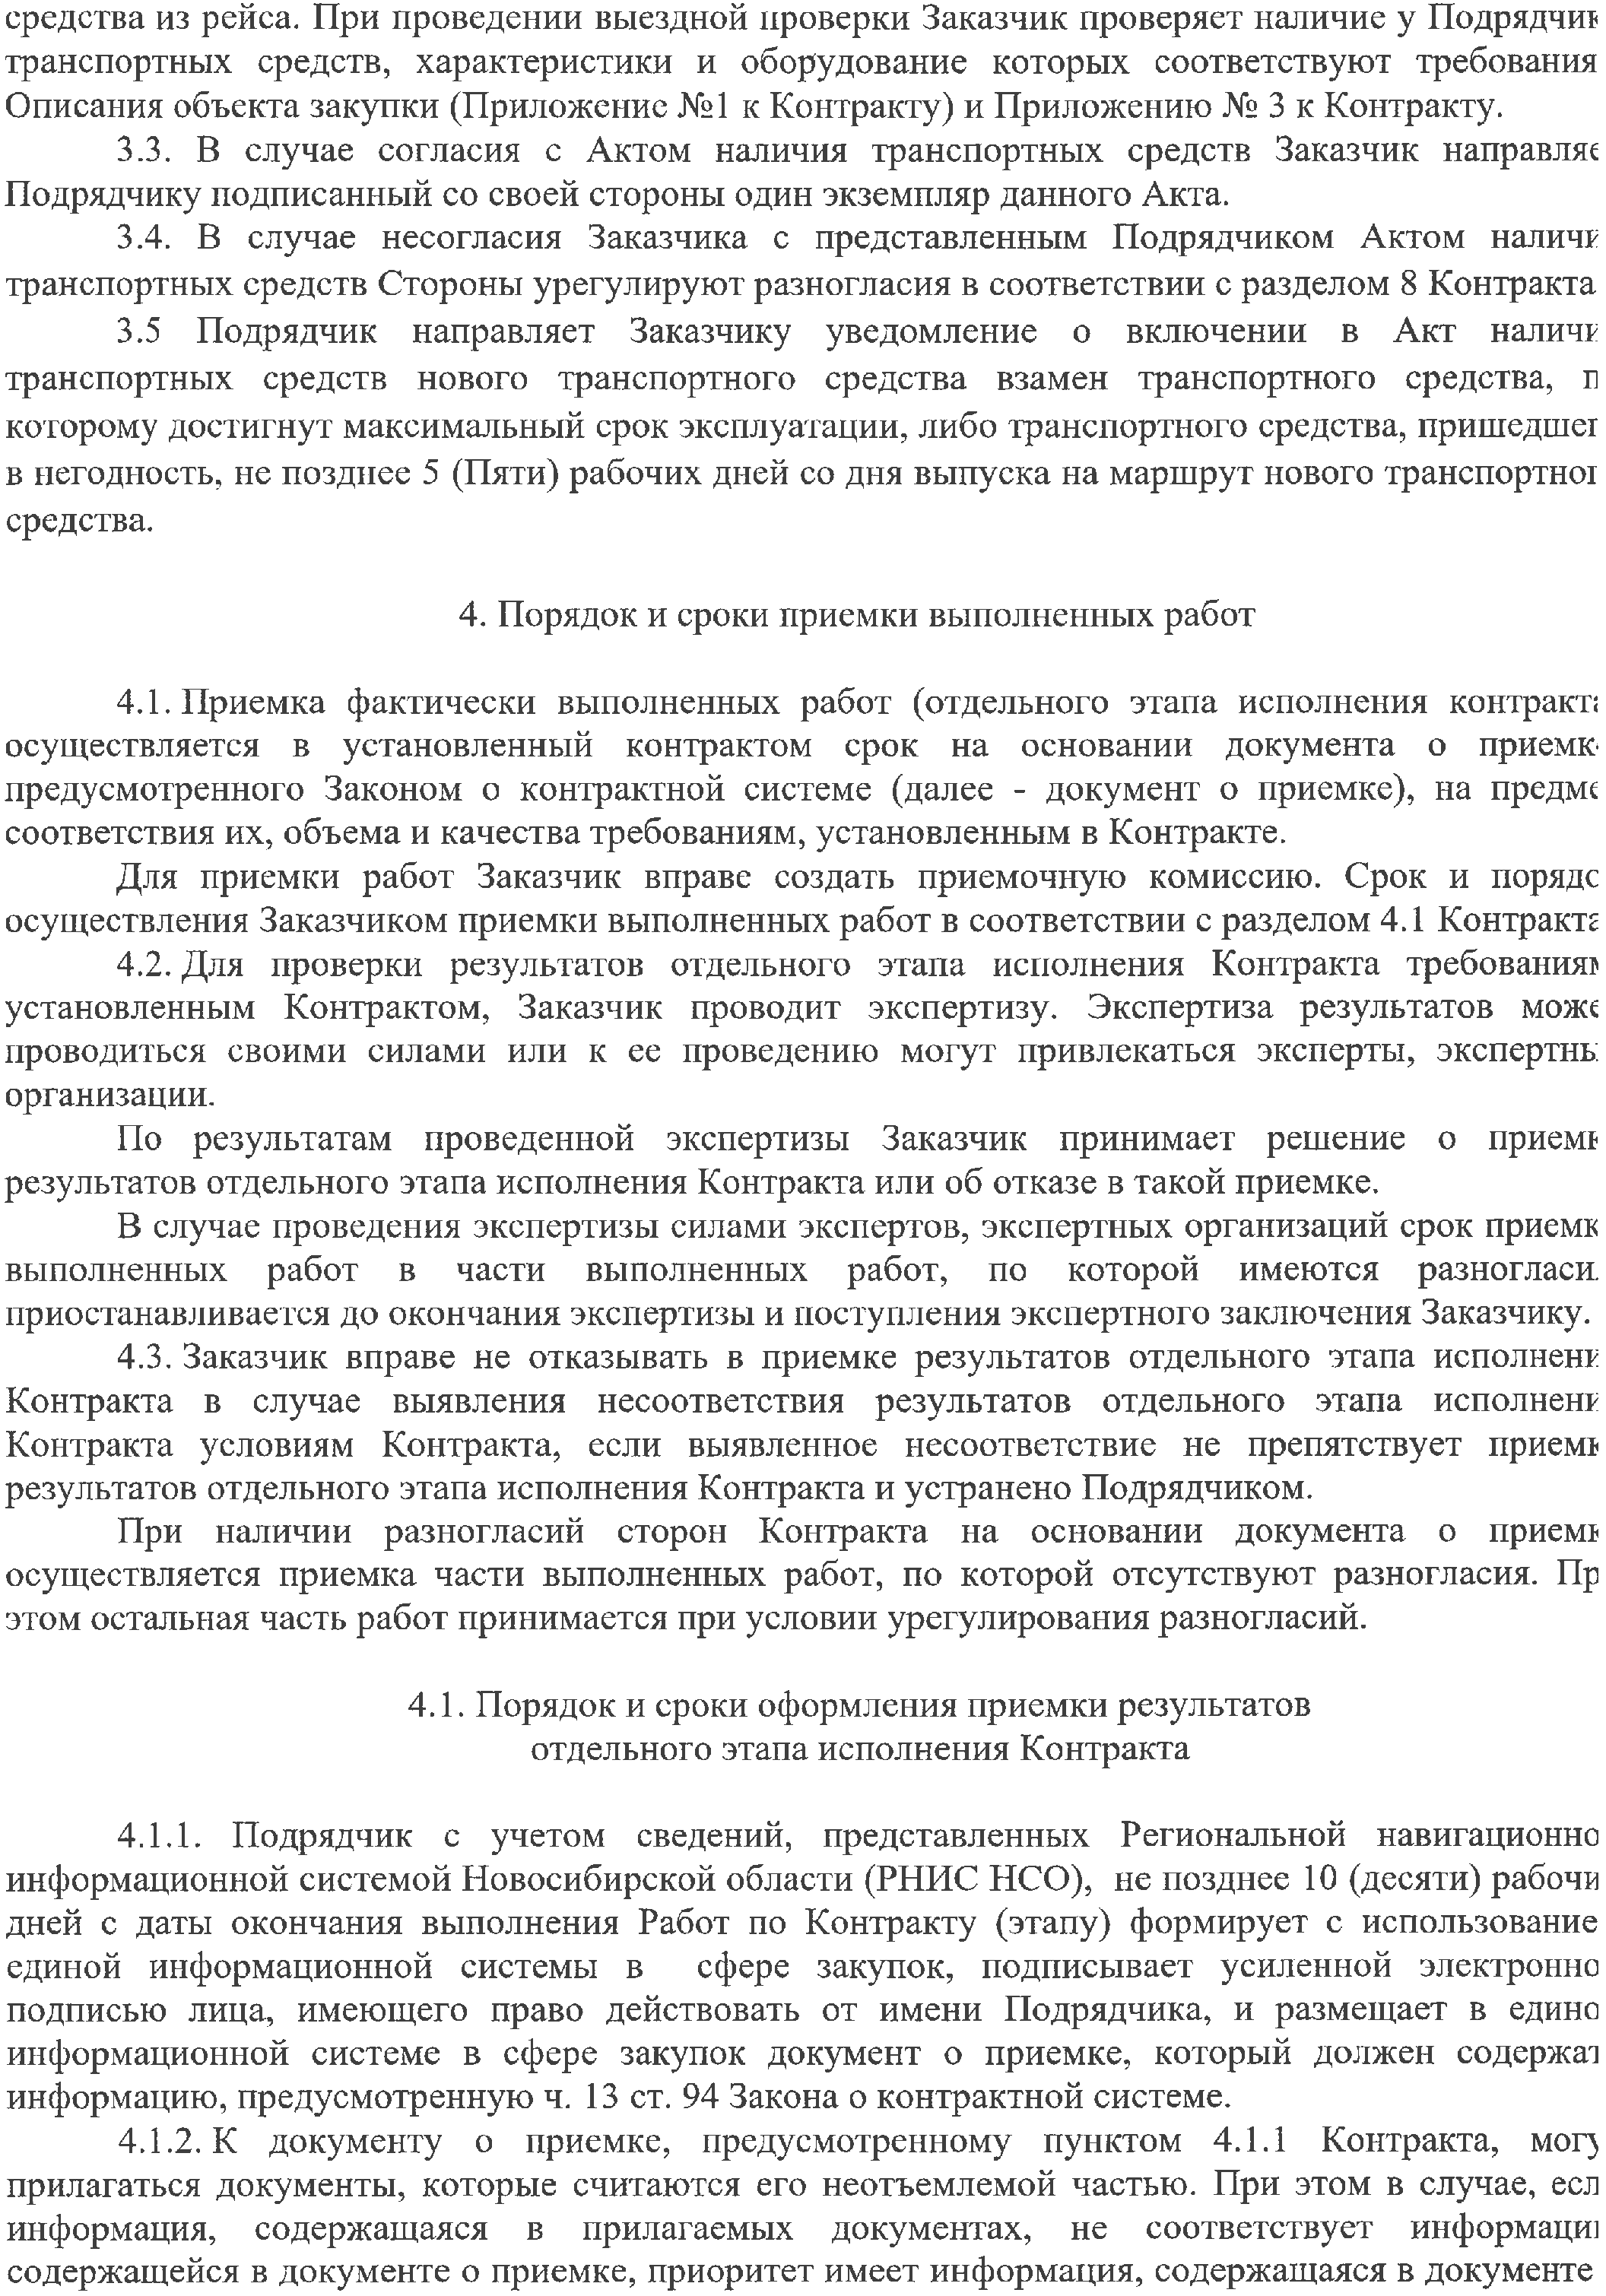 средства из рейса. При проведении выездной проверки Заказчик проверяет наличие у Подрядчик
транспортных средств, характеристики и оборудование которых соответствуют требования
Описания объекта закупки (Приложение №1 к Контракту) и Приложению № 3 к Контракту.
3.3. В случае согласия с Актом наличия транспортных средств Заказчик направляе
Подрядчику подписанный со своей стороны один экземпляр данного Акта.
3.4. В случае несогласия Заказчика с представленным Подрядчиком Актом наличи
транспортных средств Стороны урегулируют разногласия в соответствии с разделом 8 Контракта
3.5 Подрядчик направляет Заказчику уведомление о включении в Акт наличи
транспортных средств нового транспортного средства взамен транспортного средства, п
которому достигнут максимальный срок эксплуатации, либо транспортного средства, пришедшег
в негодность, не позднее 5 (Пяти) рабочих дней со дня выпуска на маршрут нового транспортног
средства.
4. Порядок и сроки приемки выполненных работ
4.1. Приемка фактически выполненных работ (отдельного этапа исполнения контракта
осуществляется в установленный контрактом срок на основании документа о приемк
предусмотренного Законом о контрактной системе (далее - документ о приемке), на предме
соответствия их, объема и качества требованиям, установленным в Контракте.
Для приемки работ Заказчик вправе создать приемочную комиссию. Срок и порядо
осуществления Заказчиком приемки выполненных работ в соответствии с разделом 4.1 Контракта
4.2. Для проверки результатов отдельного этапа исполнения Контракта требованиям
установленным Контрактом, Заказчик проводит экспертизу. Экспертиза результатов може
проводиться своими силами или к ее проведению могут привлекаться эксперты, экспертны
организации.
По результатам проведенной экспертизы Заказчик принимает решение о приемк
результатов отдельного этапа исполнения Контракта или об отказе в такой приемке.
В случае проведения экспертизы силами экспертов, экспертных организаций срок приемк
выполненных работ в части выполненных работ, по которой имеются разногласи
приостанавливается до окончания экспертизы и поступления экспертного заключения Заказчику.
4.3. Заказчик вправе не отказывать в приемке результатов отдельного этапа исполнени
Контракта в случае выявления несоответствия результатов отдельного этапа исполнени
Контракта условиям Контракта, если выявленное несоответствие не препятствует приемк
результатов отдельного этапа исполнения Контракта и устранено Подрядчиком.
При наличии разногласий сторон Контракта на основании документа о приемк
осуществляется приемка части выполненных работ, по которой отсутствуют разногласия. Пр
этом остальная часть работ принимается при условии урегулирования разногласий.
4.1. Порядок и сроки оформления приемки результатов
отдельного этапа исполнения Контракта
4.1.1. Подрядчик с учетом сведений, представленных Региональной навигационно
информационной системой Новосибирской области (РНИС НСО), не позднее 10 (десяти) рабочи
дней с даты окончания выполнения Работ по Контракту (этапу) формирует с использование
единой информационной системы в сфере закупок, подписывает усиленной электронно
подписью лица, имеющего право действовать от имени Подрядчика, и размещает в едино
информационной системе в сфере закупок документ о приемке, который должен содержат
информацию, предусмотренную ч. 13 ст. 94 Закона о контрактной системе.
4.1.2. К документу о приемке, предусмотренному пунктом 4.1.1 Контракта, могу
прилагаться документы, которые считаются его неотъемлемой частью. При этом в случае, есл
информация, содержащаяся в прилагаемых документах, не соответствует информации
содержащейся в документе о приемке, приоритет имеет информация, содержащаяся в документе